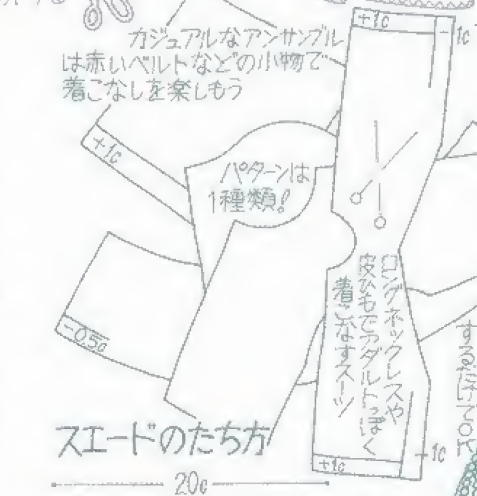 カジュアルなアンサンブル
は赤いベルトなどの小物で
着こなしを楽しもう
+1c
1c
+1c
パターンは
1種類!
ロングネックレスや
皮ひもでアダルトっぽく
着こなすスーツ
-0.5c
するだけでOK
スエードのたち方
20c
+1c
1c